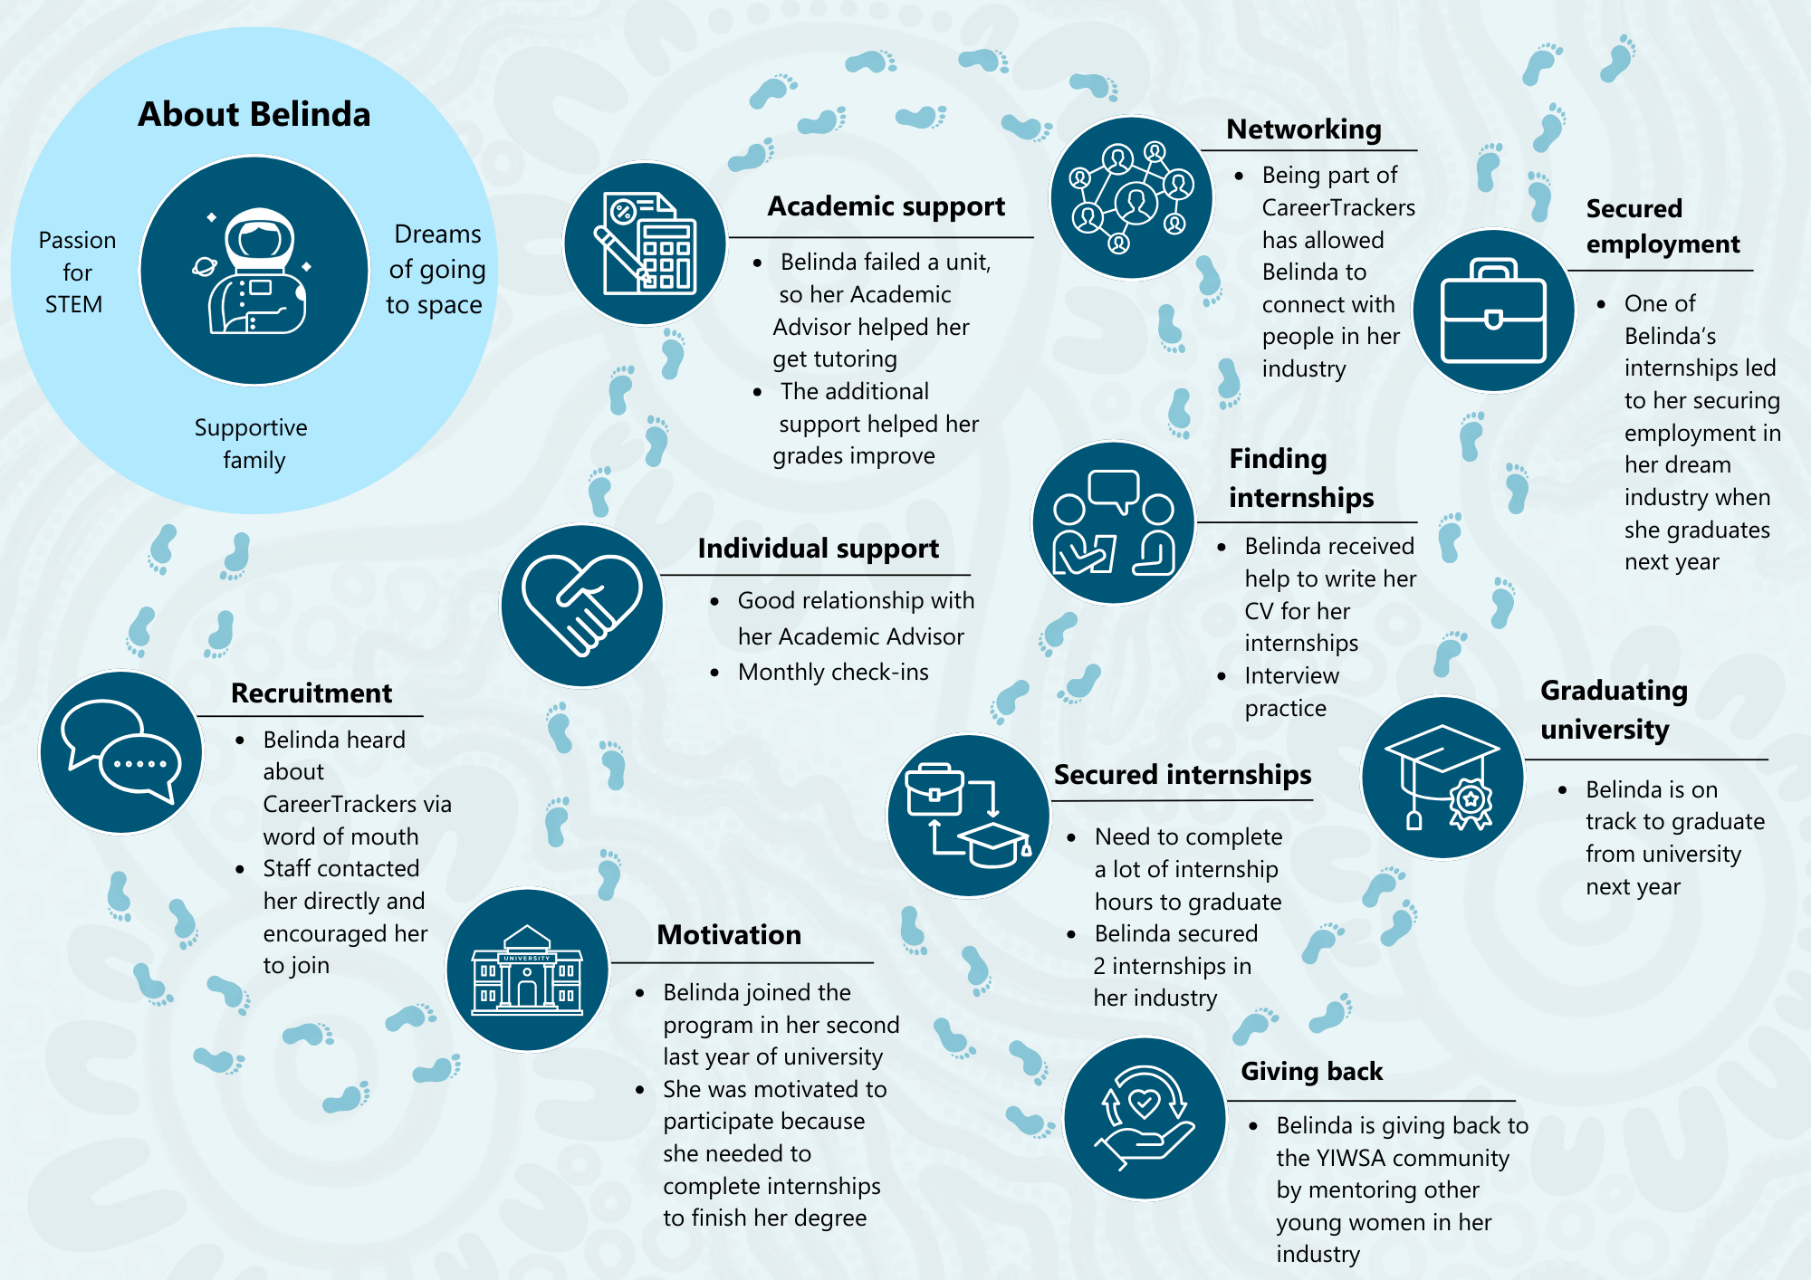 About Belinda
Passion
for
STEM
Dreams
of going
to space
Supportive
family
Recruitment
• Belinda heard
about
CareerTrackers via
word of mouth
• Staff contacted
her directly and
encouraged her
to join
UNIVERSITY
Motivation
• Belinda joined the
program in her second
last year of university
• She was motivated to
participate because
she needed to
complete internships
to finish her degree
Individual support
• Good relationship with
her Academic Advisor
• Monthly check-ins
%
Academic support
• Belinda failed a unit,
so her Academic
Advisor helped her
get tutoring
• The additional
support helped her
grades improve
Networking
• Being part of
CareerTrackers
has allowed
Belinda to
connect with
people in her
industry
Finding
internships
• Belinda received
help to write her
CV for her
internships
• Interview
practice
Secured internships
• Need to complete
a lot of internship
hours to graduate
• Belinda secured
2 internships in
her industry
Giving back
• Belinda is giving back to
the YIWSA community
by mentoring other
young women in her
industry
Graduating
university
• Belinda is on
track to graduate
from university
next year
Secured
employment
• One of
Belinda’s
internships led
to her securing
employment in
her dream
industry when
she graduates
next year